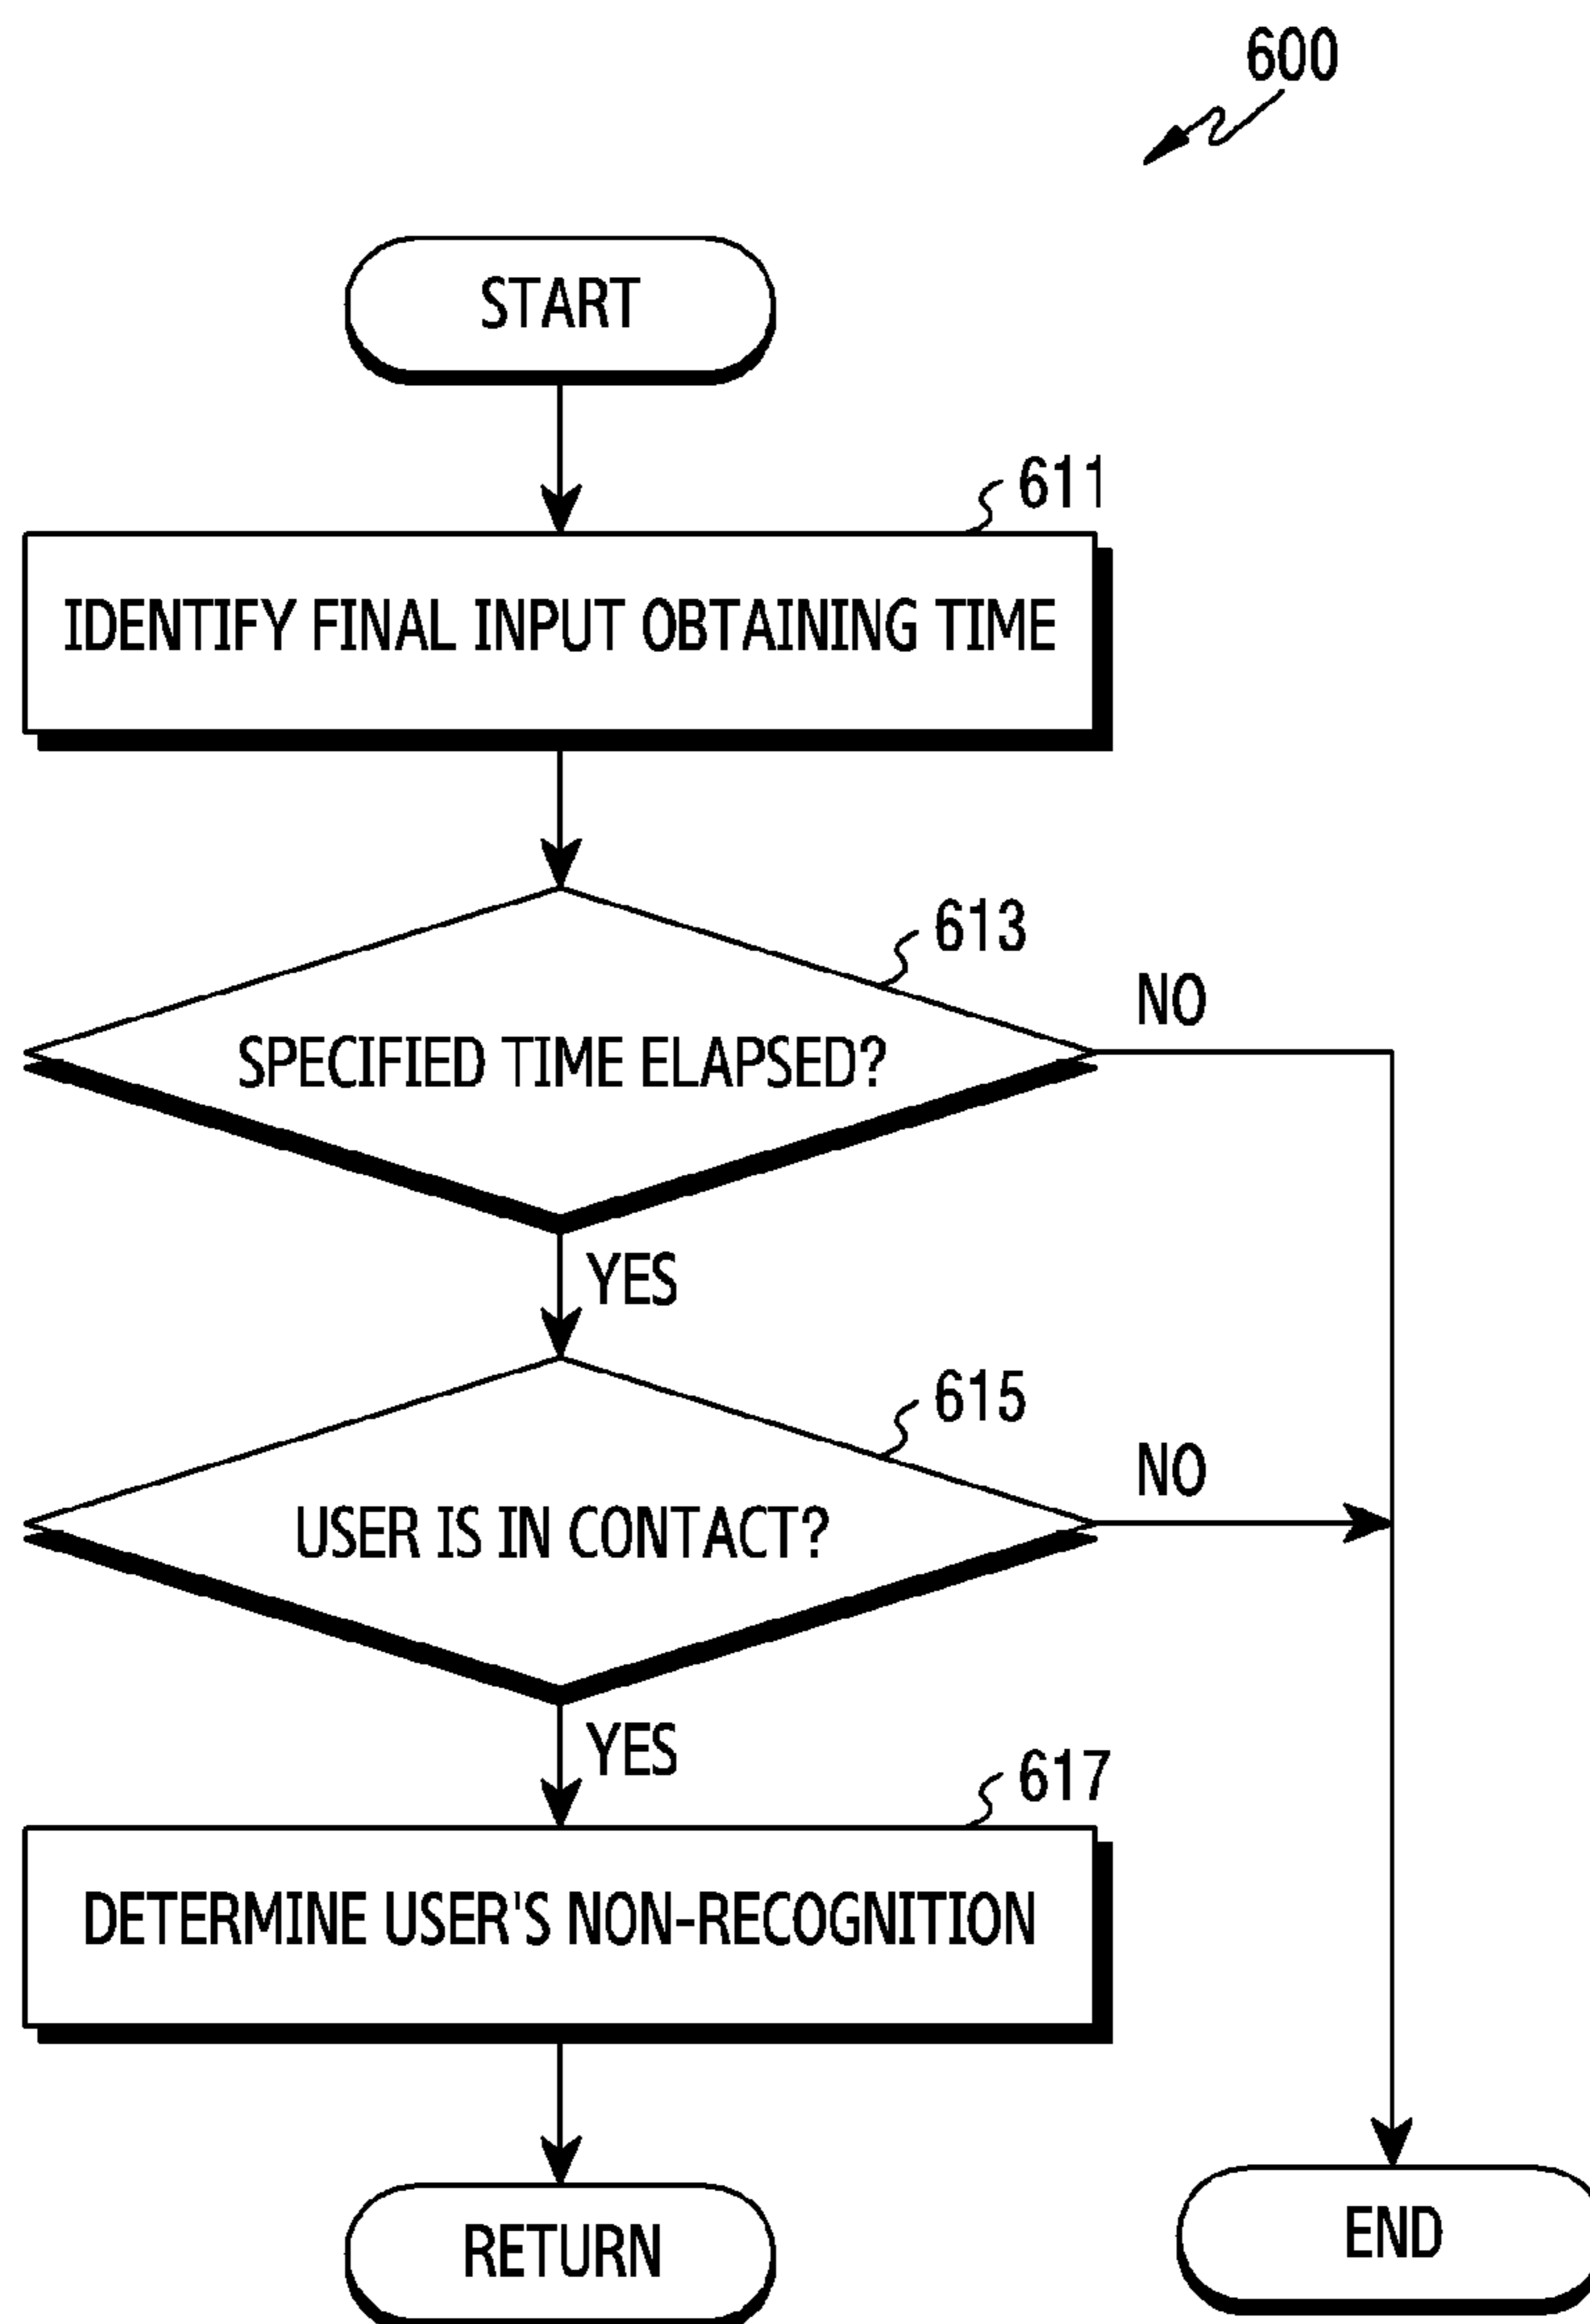 600
START
611
IDENTIFY FINAL INPUT OBTAINING TIME
613
NO
SPECIFIED TIME ELAPSED?
YES
615
NO
USER IS IN CONTACT?
YES
617
DETERMINE USER'S NON-RECOGNITION
RETURN
END